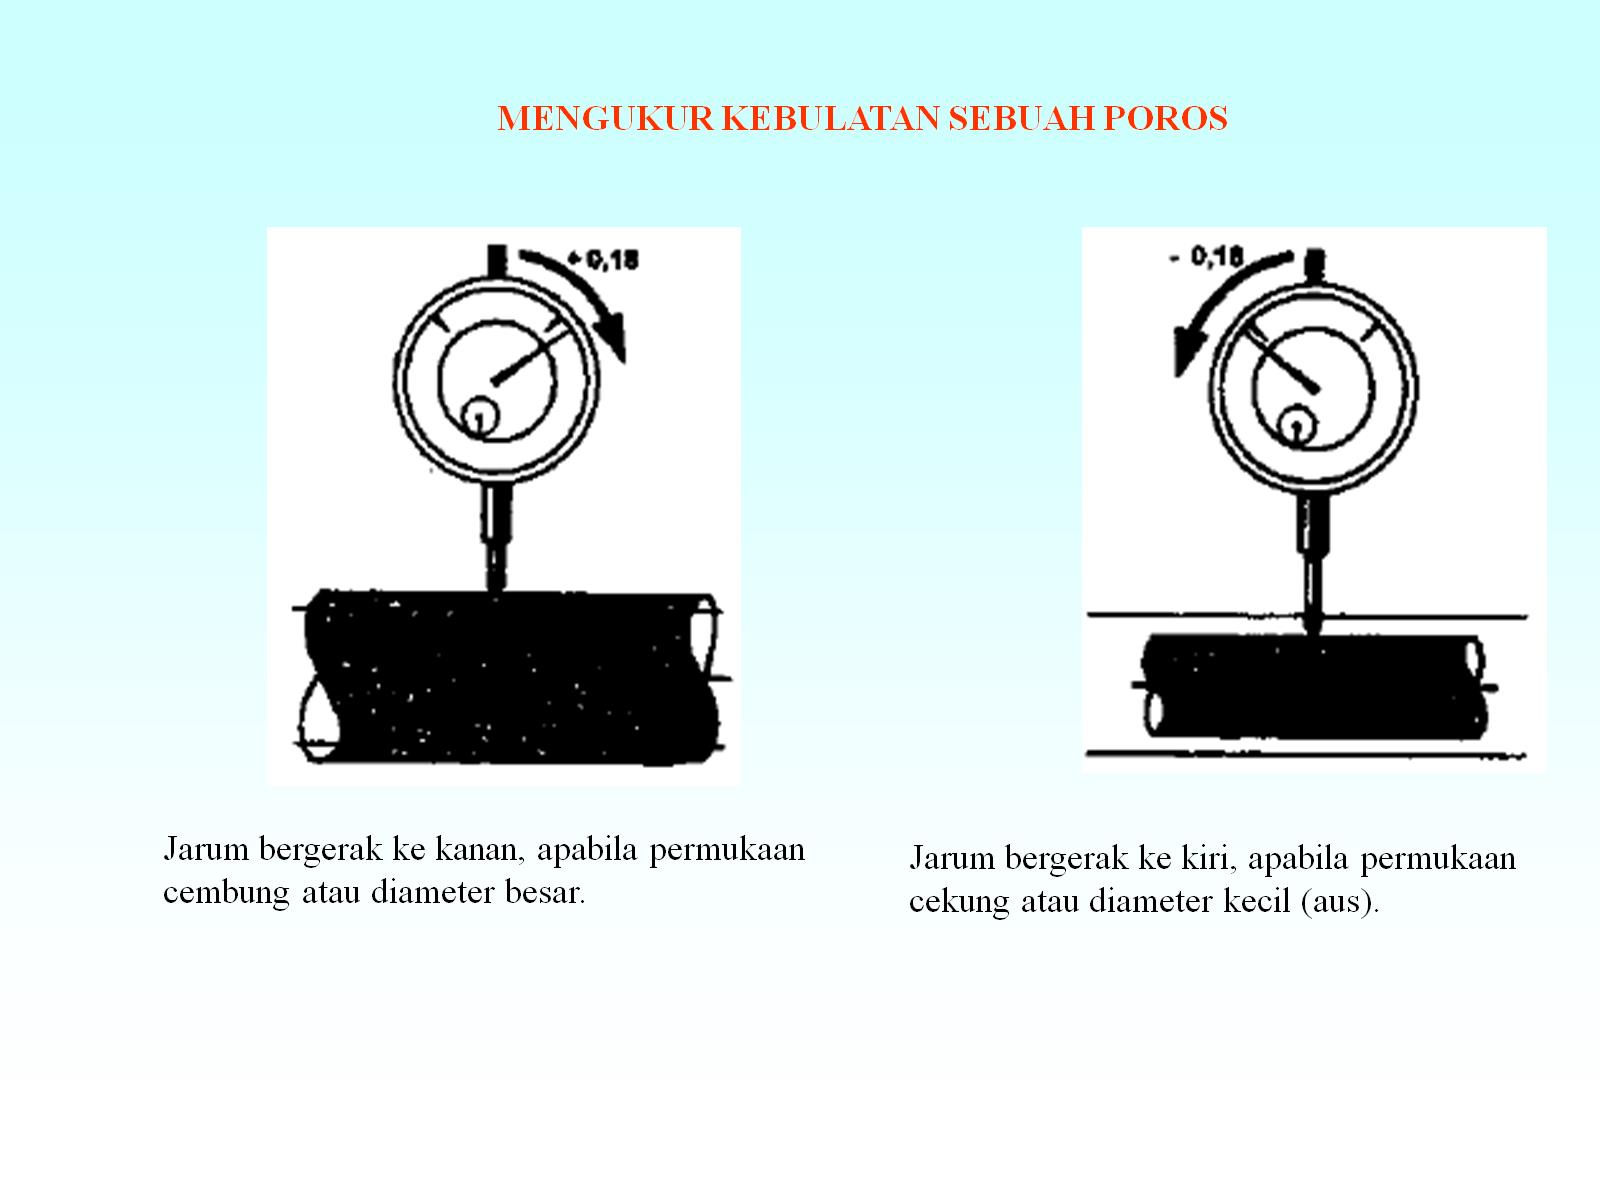 MENGUKUR KEBULATAN SEBUAH POROS
+ 0,18
- 0,18
Jarum bergerak ke kanan, apabila permukaan
cembung atau diameter besar.
Jarum bergerak ke kiri, apabila permukaan
cekung atau diameter kecil (aus).